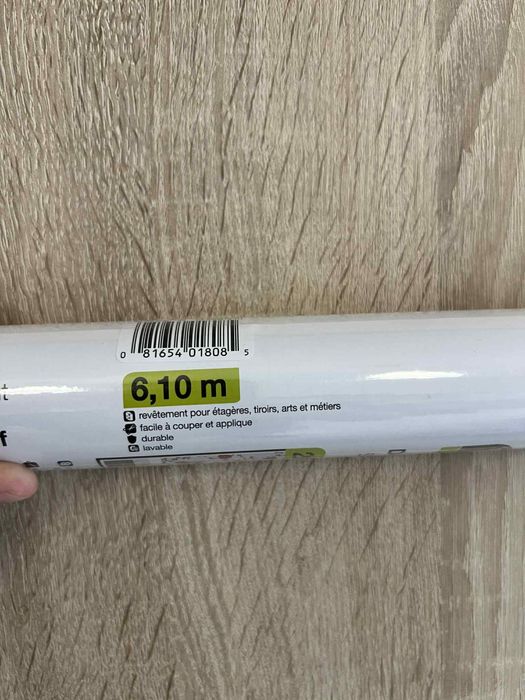 0 81654 01808 5
6,10 m
revêtement pour étagères, tiroirs, arts et métiers
facile à couper et applique
durable
lavable